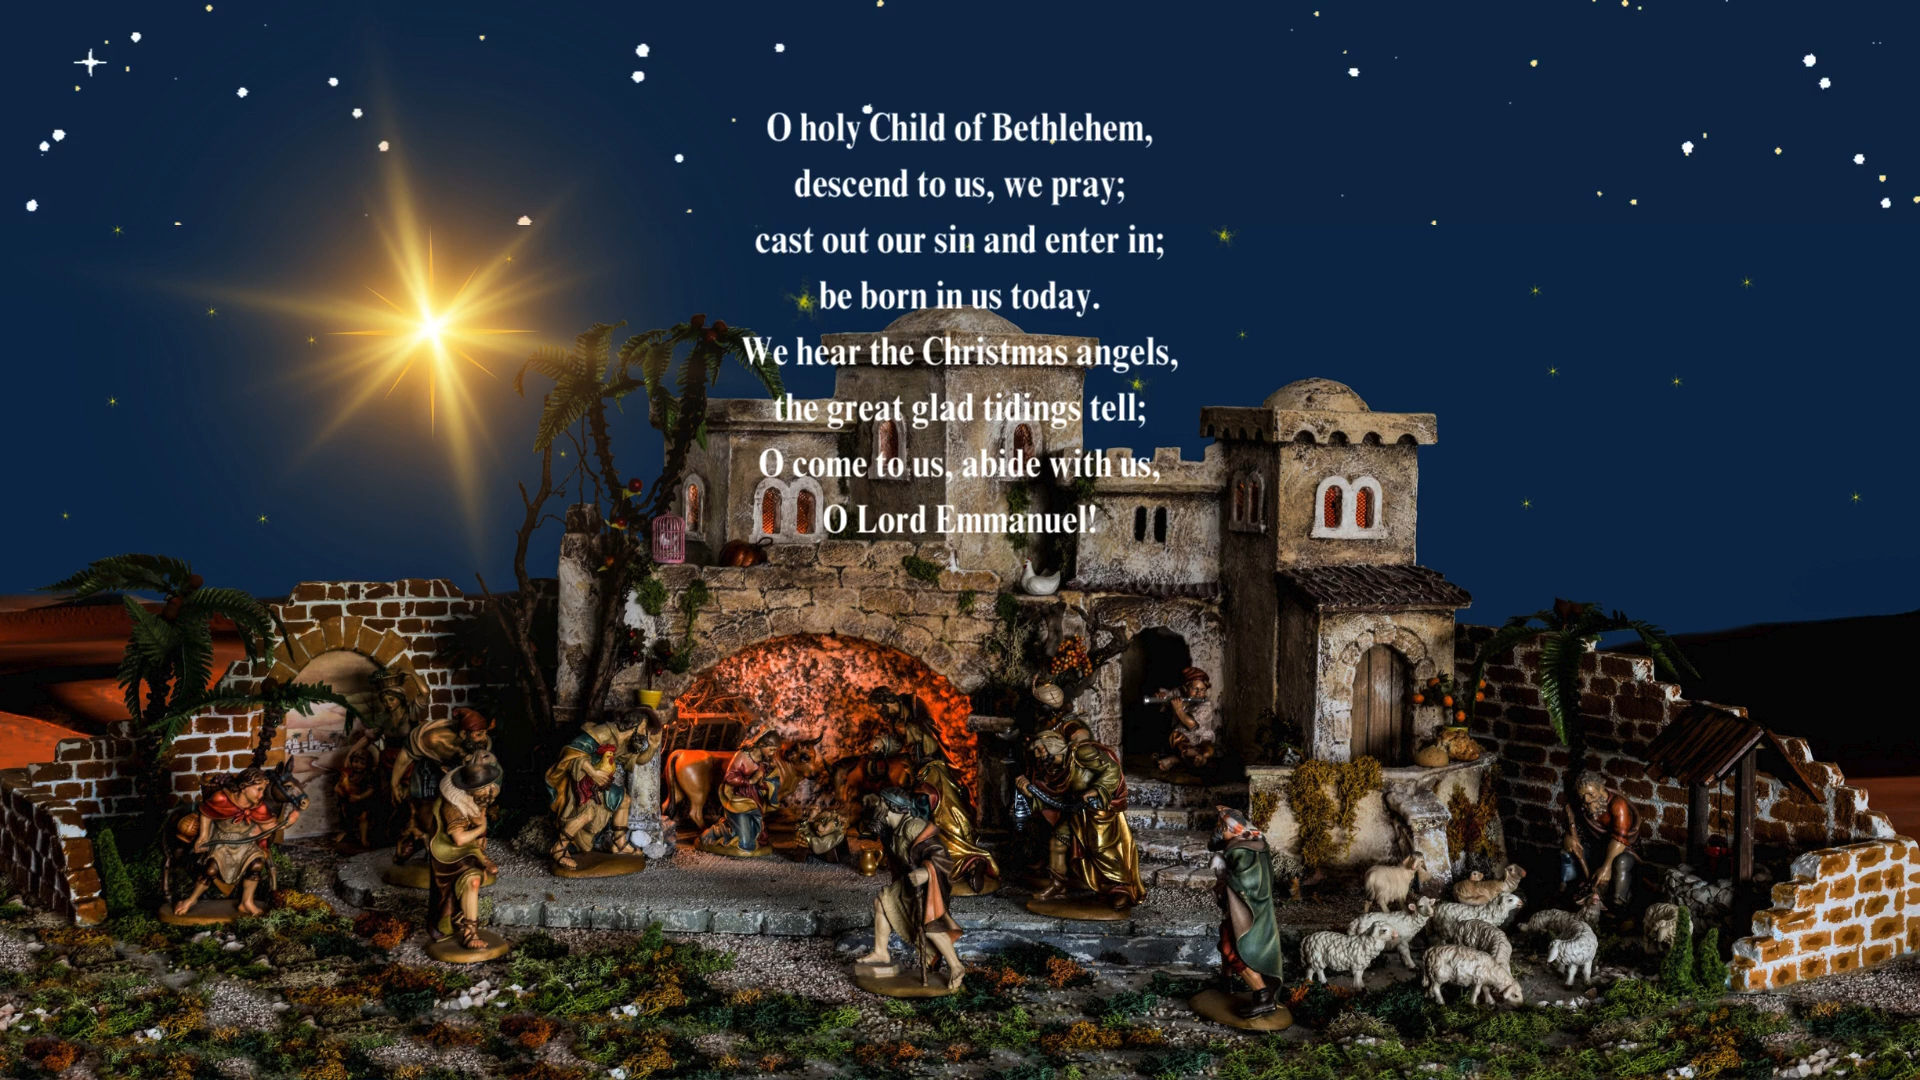 O holy Child of Bethlehem,
descend to us, we pray;
cast out our sin and enter in;
be born in us today.
We hear the Christmas angels,
the great glad tidings tell;
O come to us, abide with us,
O Lord Emmanuel!